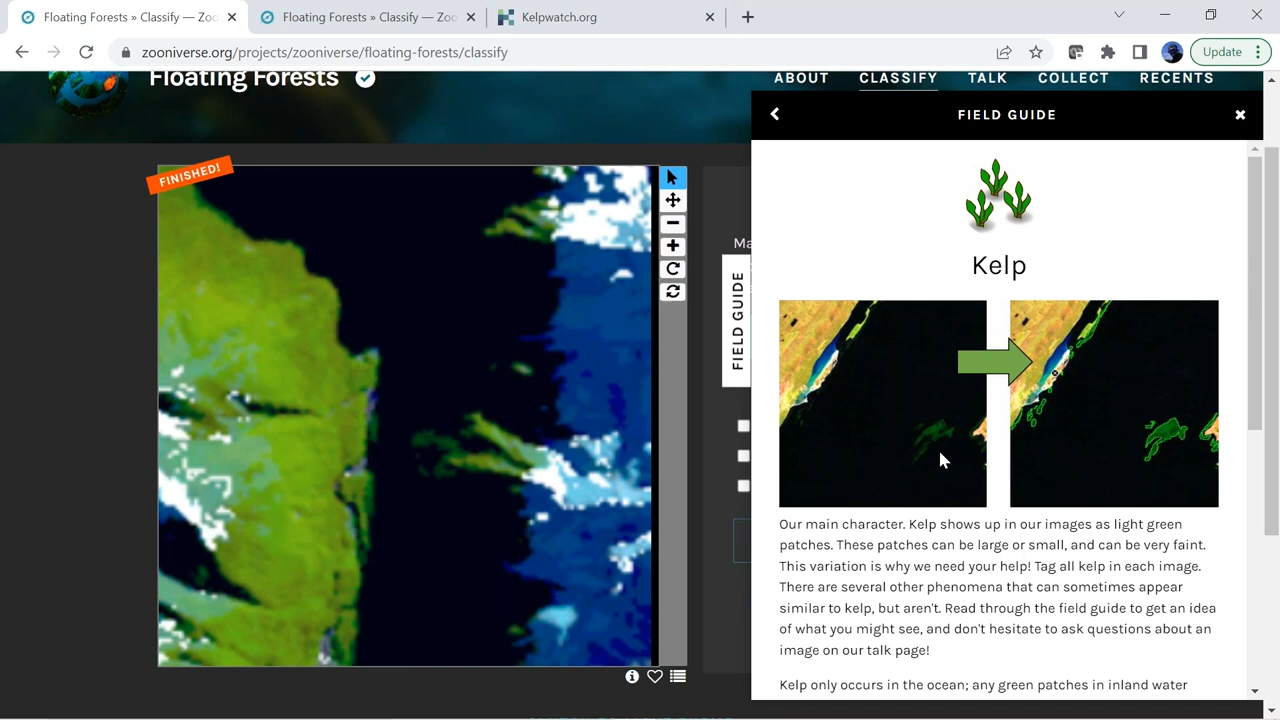 Floating Forests » Classify — Zoo
Floating Forests » Classify — Zoo
Kelpwatch.org
zooniverse.org/projects/zooniverse/floating-forests/classify
Update
Floating Forests
ABOUT CLASSIFY TALK COLLECT RECENTS
FIELD GUIDE
FINISHED!
Ma
FIELD GUIDE
Kelp
Our main character. Kelp shows up in our images as light green
patches. These patches can be large or small, and can be very faint.
This variation is why we need your help! Tag all kelp in each image.
There are several other phenomena that can sometimes appear
similar to kelp, but aren't. Read through the field guide to get an idea
of what you might see, and don't hesitate to ask questions about an
image on our talk page!
Kelp only occurs in the ocean; any green patches in inland water